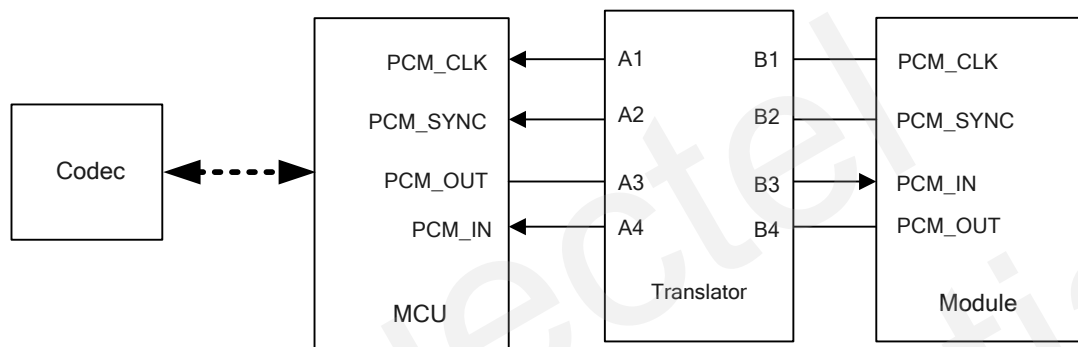 PCM_CLK A1 B1 PCM_CLK
PCM_SYNC A2 B2 PCM_SYNC
Codec
PCM_OUT A3 B3 PCM_IN
PCM_IN A4 B4 PCM_OUT
MCU Translator Module